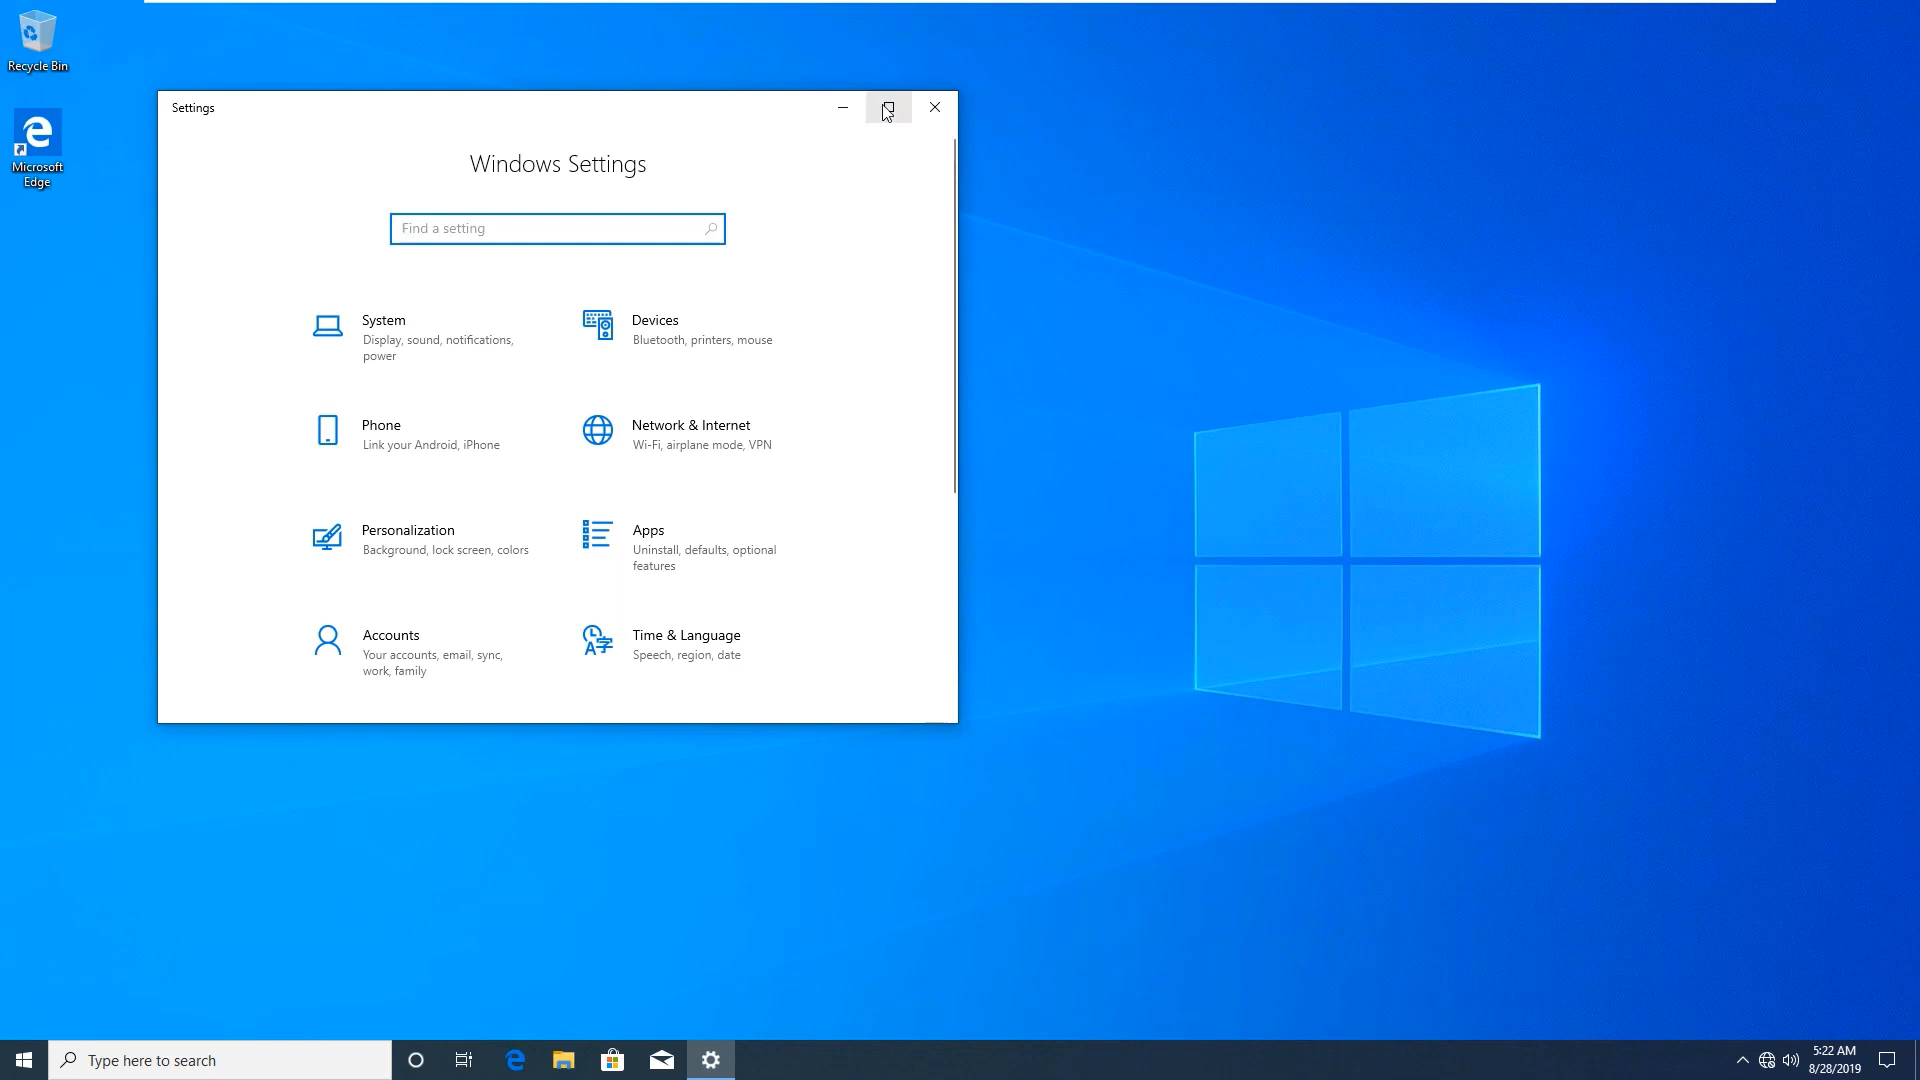 Recycle Bin
Microsoft
Edge
Settings
Windows Settings
Find a setting
System
Display, sound, notifications,
power
Devices
Bluetooth, printers, mouse
Phone
Link your Android, iPhone
Network & Internet
Wi-Fi, airplane mode, VPN
Personalization
Background, lock screen, colors
Apps
Uninstall, defaults, optional
features
Accounts
Your accounts, email, sync,
work, family
Time & Language
Speech, region, date
Type here to search
5:22 AM
8/28/2019